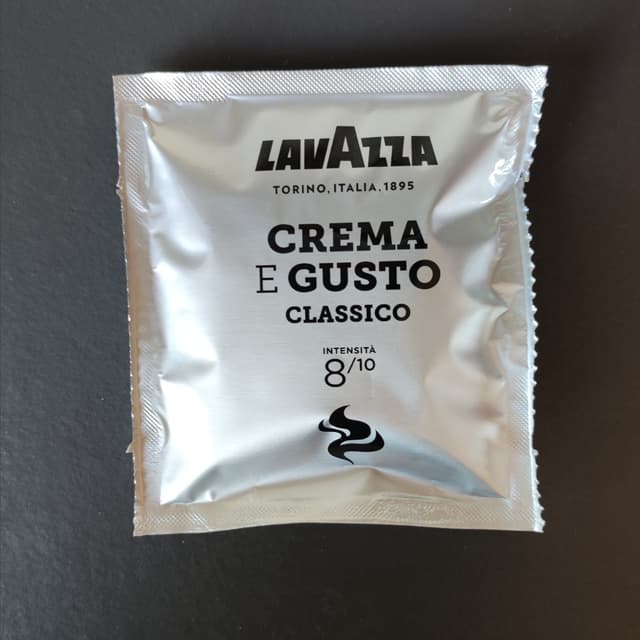 LAVAZZA
TORINO, ITALIA, 1895
CREMA
E GUSTO
CLASSICO
INTENSITÀ
8/10